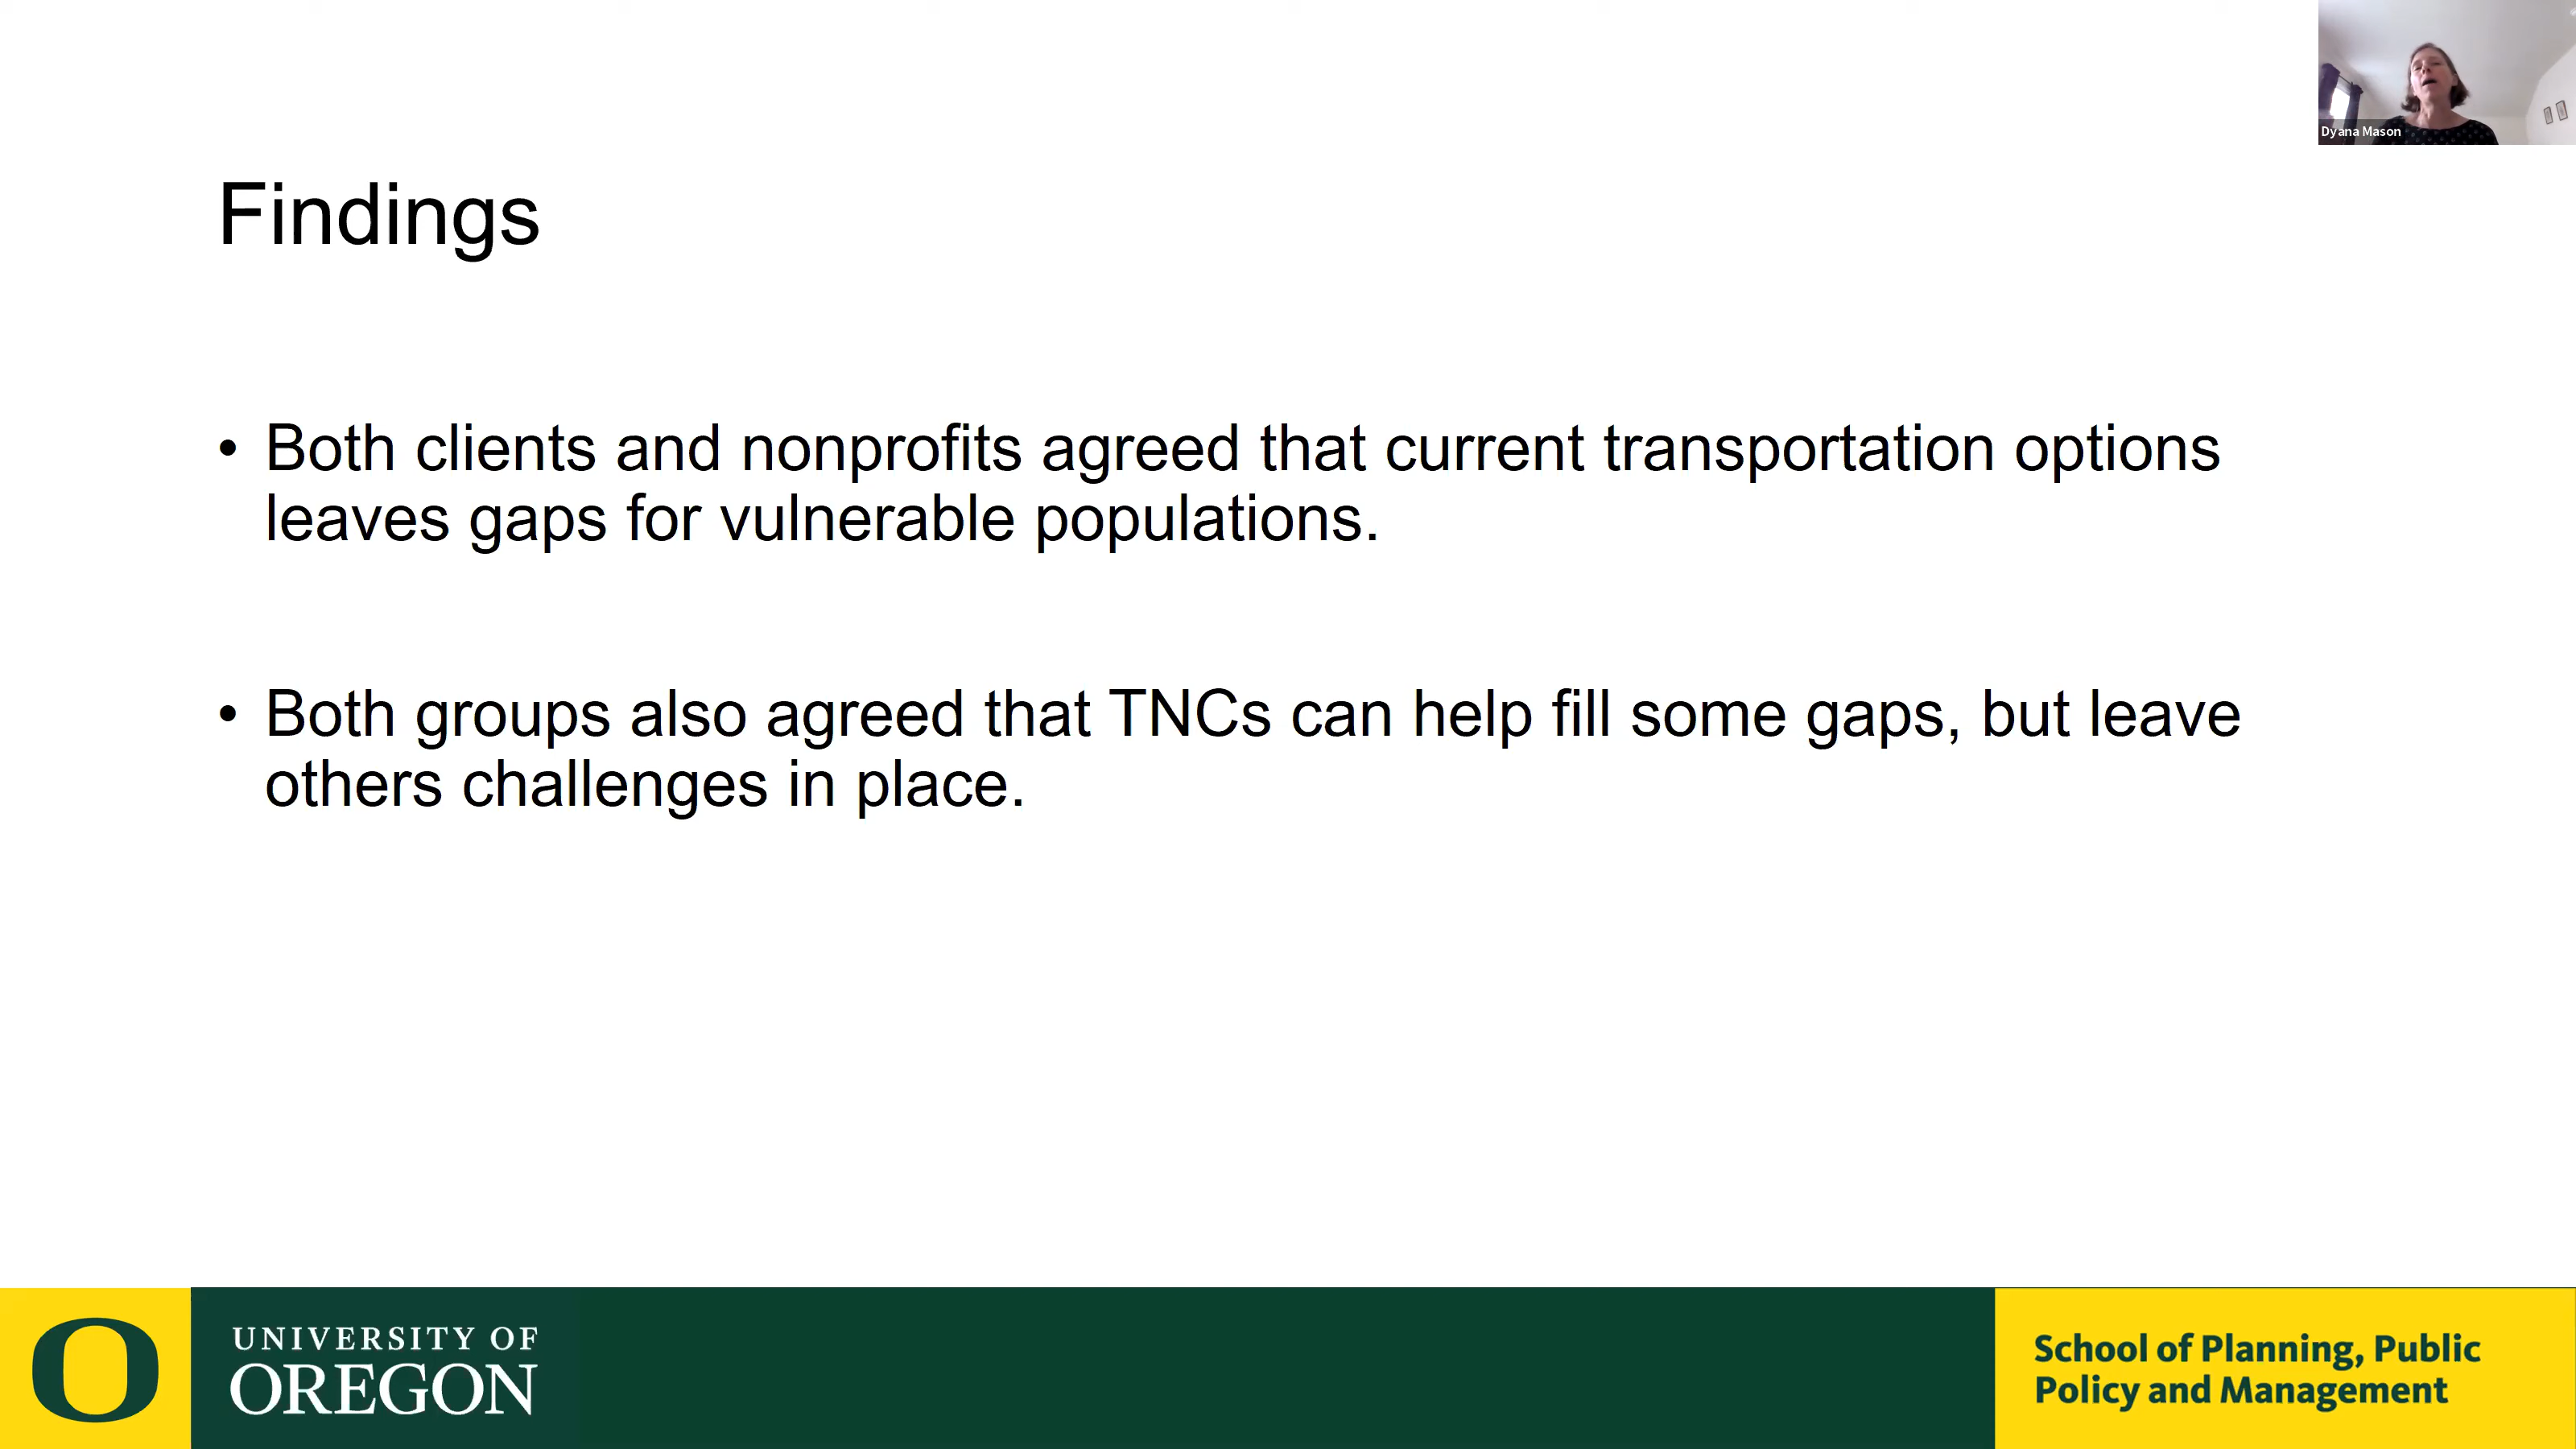 Dyana Mason
Findings
• Both clients and nonprofits agreed that current transportation options
leaves gaps for vulnerable populations.
• Both groups also agreed that TNCs can help fill some gaps, but leave
others challenges in place.
O
UNIVERSITY OF
OREGON
School of Planning, Public
Policy and Management